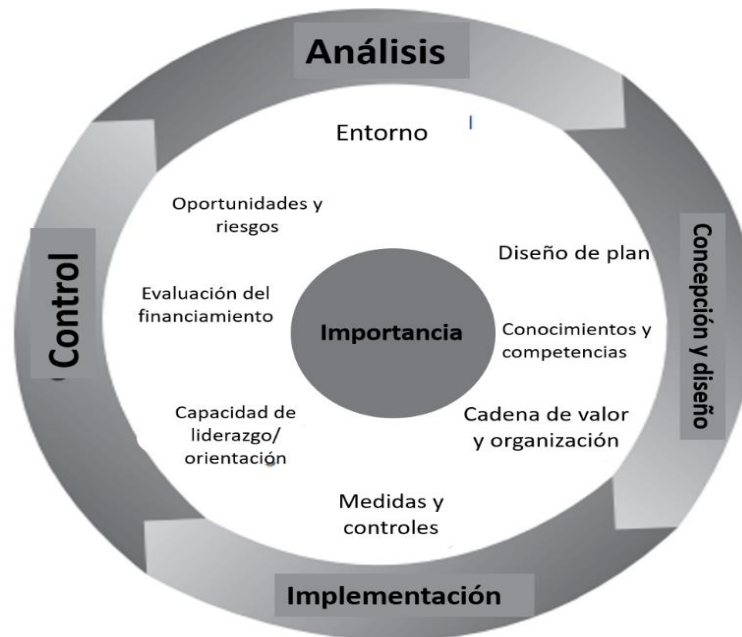 Análisis
Entorno
Oportunidades y
riesgos
Diseño de plan
Concepción y diseño
Control
Evaluación del
financiamiento
Importancia
Conocimientos y
competencias
Cadena de valor
y organización
Capacidad de
liderazgo/
orientación
Medidas y
controles
Implementación